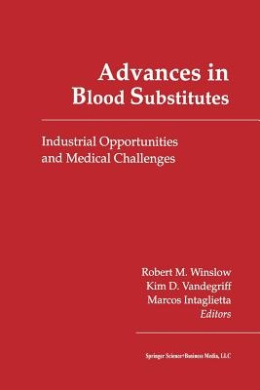 Advances in
Blood Substitutes
Industrial Opportunities
and Medical Challenges
Robert M. Winslow
Kim D. Vandegriff
Marcos Intaglietta
Editors
Springer Science+Business Media, LLC